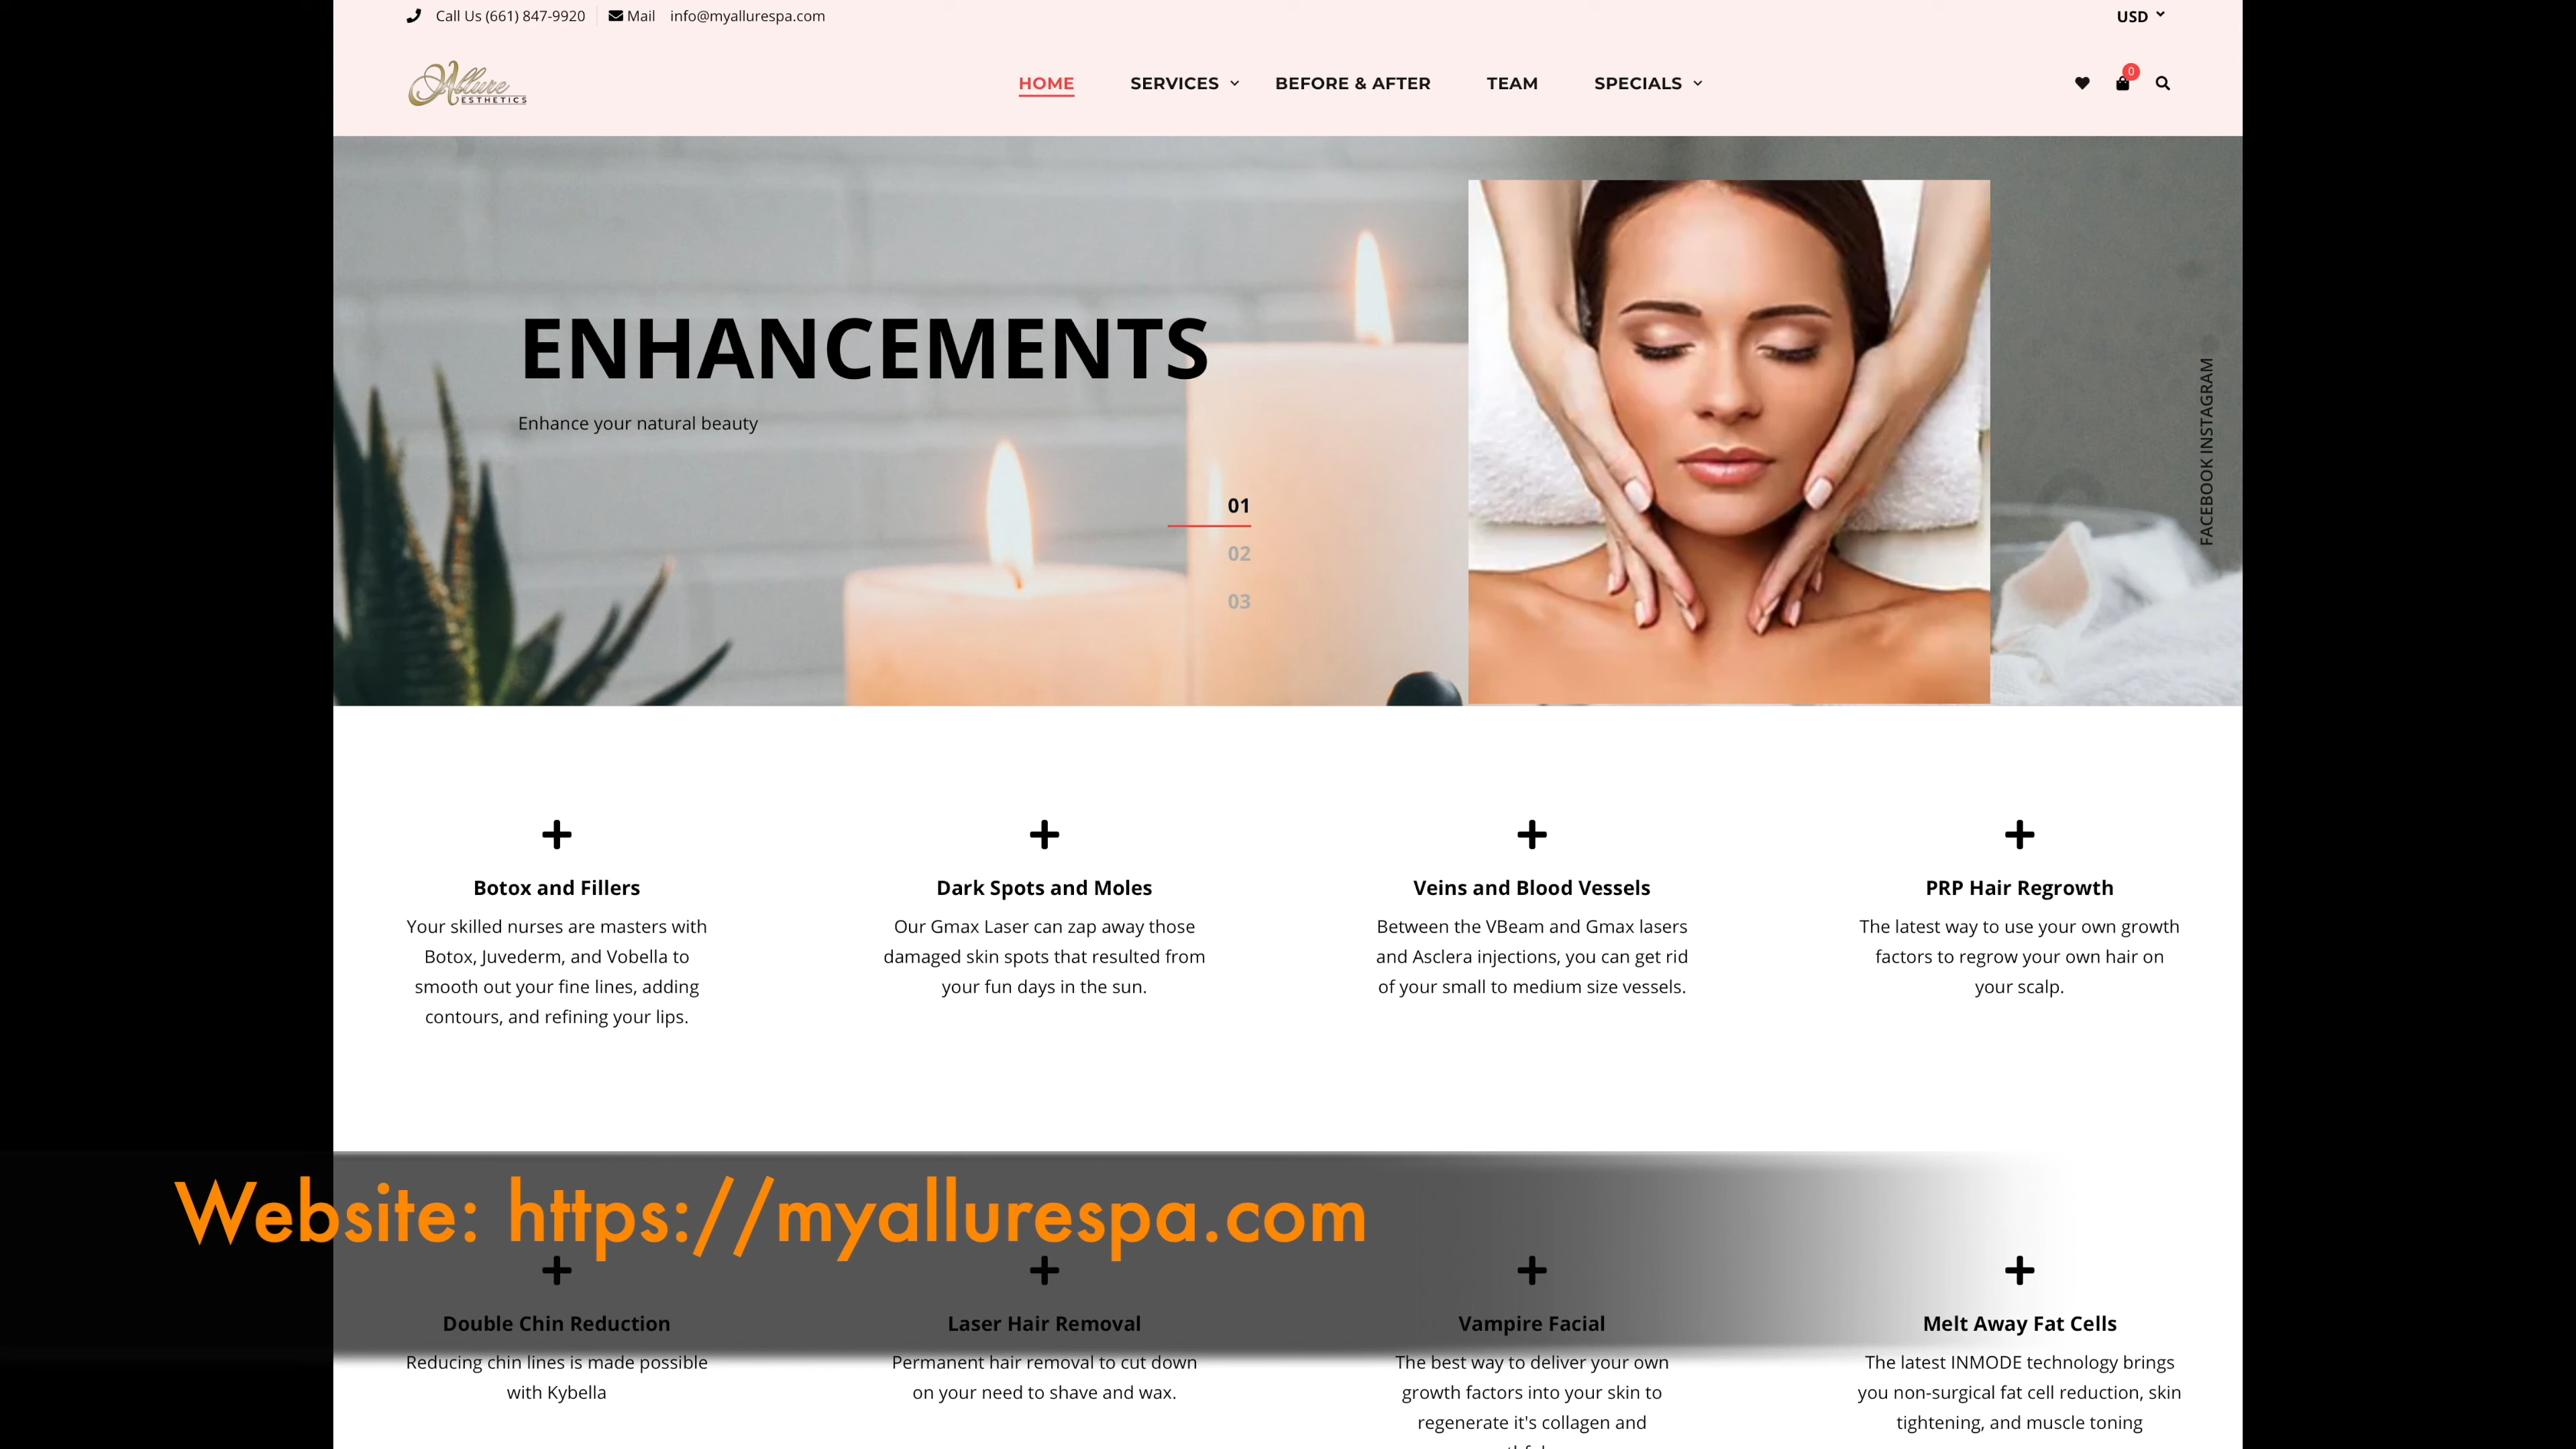 Call Us (661) 847-9920 Mail info@myallurespa.com USD
Allure
ESTHETICS
HOME SERVICES BEFORE & AFTER TEAM SPECIALS 0
ENHANCEMENTS
Enhance your natural beauty
01
02
03
FACEBOOK INSTAGRAM
Botox and Fillers
Your skilled nurses are masters with
Botox, Juvederm, and Vobella to
smooth out your fine lines, adding
contours, and refining your lips.
Dark Spots and Moles
Our Gmax Laser can zap away those
damaged skin spots that resulted from
your fun days in the sun.
Veins and Blood Vessels
Between the VBeam and Gmax lasers
and Asclera injections, you can get rid
of your small to medium size vessels.
PRP Hair Regrowth
The latest way to use your own growth
factors to regrow your own hair on
your scalp.
Website: https://myallurespa.com
Double Chin Reduction
Reducing chin lines is made possible
with Kybella
Laser Hair Removal
Permanent hair removal to cut down
on your need to shave and wax.
Vampire Facial
The best way to deliver your own
growth factors into your skin to
regenerate it's collagen and
Melt Away Fat Cells
The latest INMODE technology brings
you non-surgical fat cell reduction, skin
tightening, and muscle toning